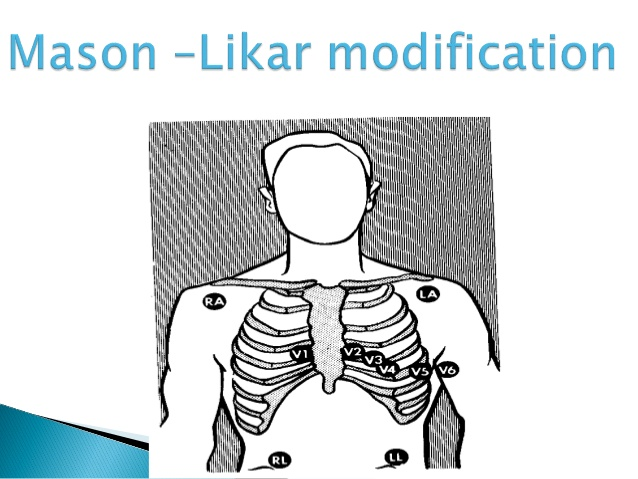 Mason –Likar modification
RA
LA
V1
V2
V3
V4
V5
V6
RL
LL